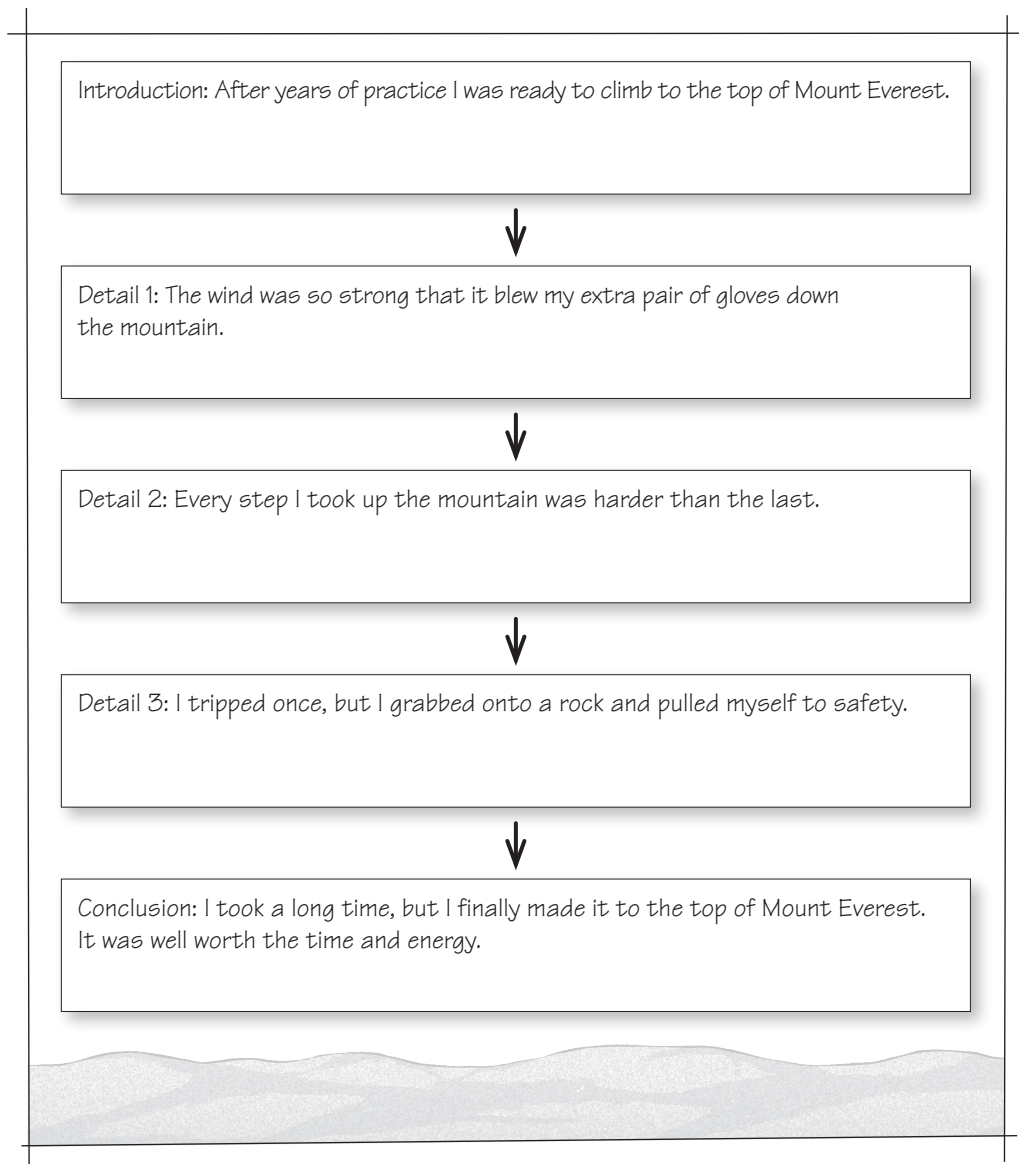 Introduction: After years of practice I was ready to climb to the top of Mount Everest.
Detail 1: The wind was so strong that it blew my extra pair of gloves down
the mountain.
Detail 2: Every step I took up the mountain was harder than the last.
Detail 3: I tripped once, but I grabbed onto a rock and pulled myself to safety.
Conclusion: I took a long time, but I finally made it to the top of Mount Everest.
It was well worth the time and energy.